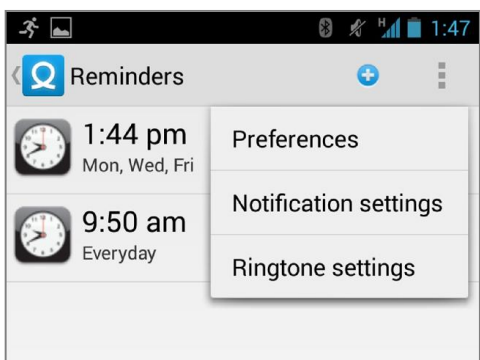 H 1:47
Reminders
1:44 pm
Mon, Wed, Fri
9:50 am
Everyday
Preferences
Notification settings
Ringtone settings